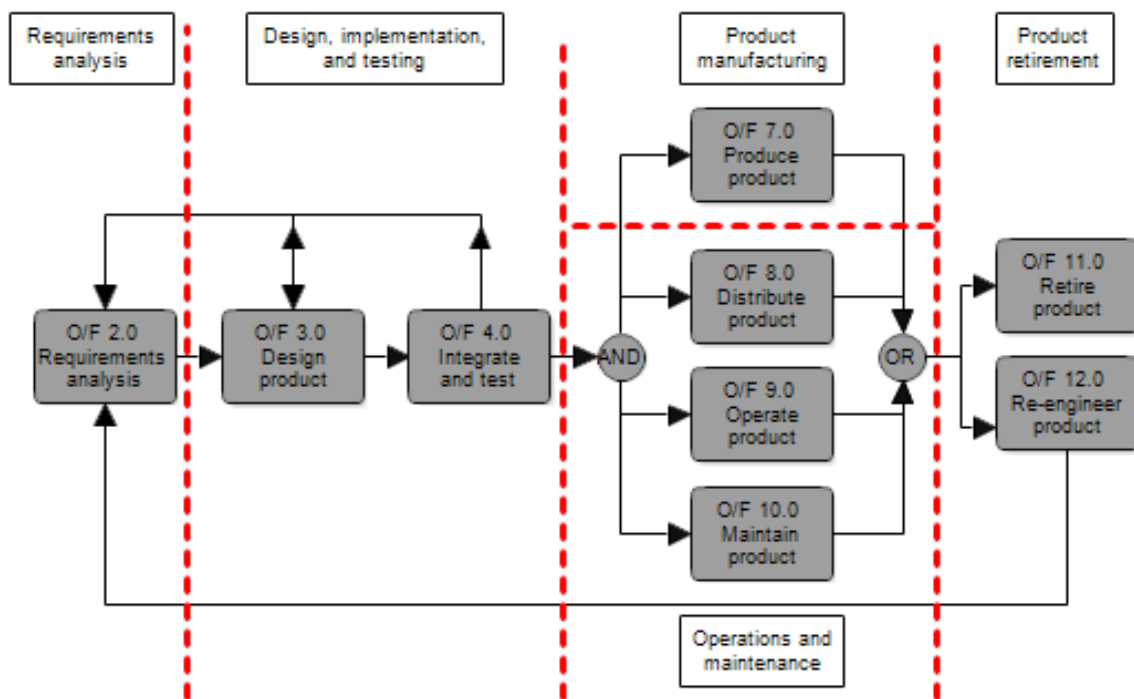 Requirements
analysis
Design, implementation,
and testing
Product
manufacturing
Product
retirement
O/F 7.0
Produce
product
O/F 2.0
Requirements
analysis
O/F 3.0
Design
product
O/F 4.0
Integrate
and test
AND
O/F 8.0
Distribute
product
O/F 9.0
Operate
product
O/F 10.0
Maintain
product
OR
O/F 11.0
Retire
product
O/F 12.0
Re-engineer
product
Operations and
maintenance